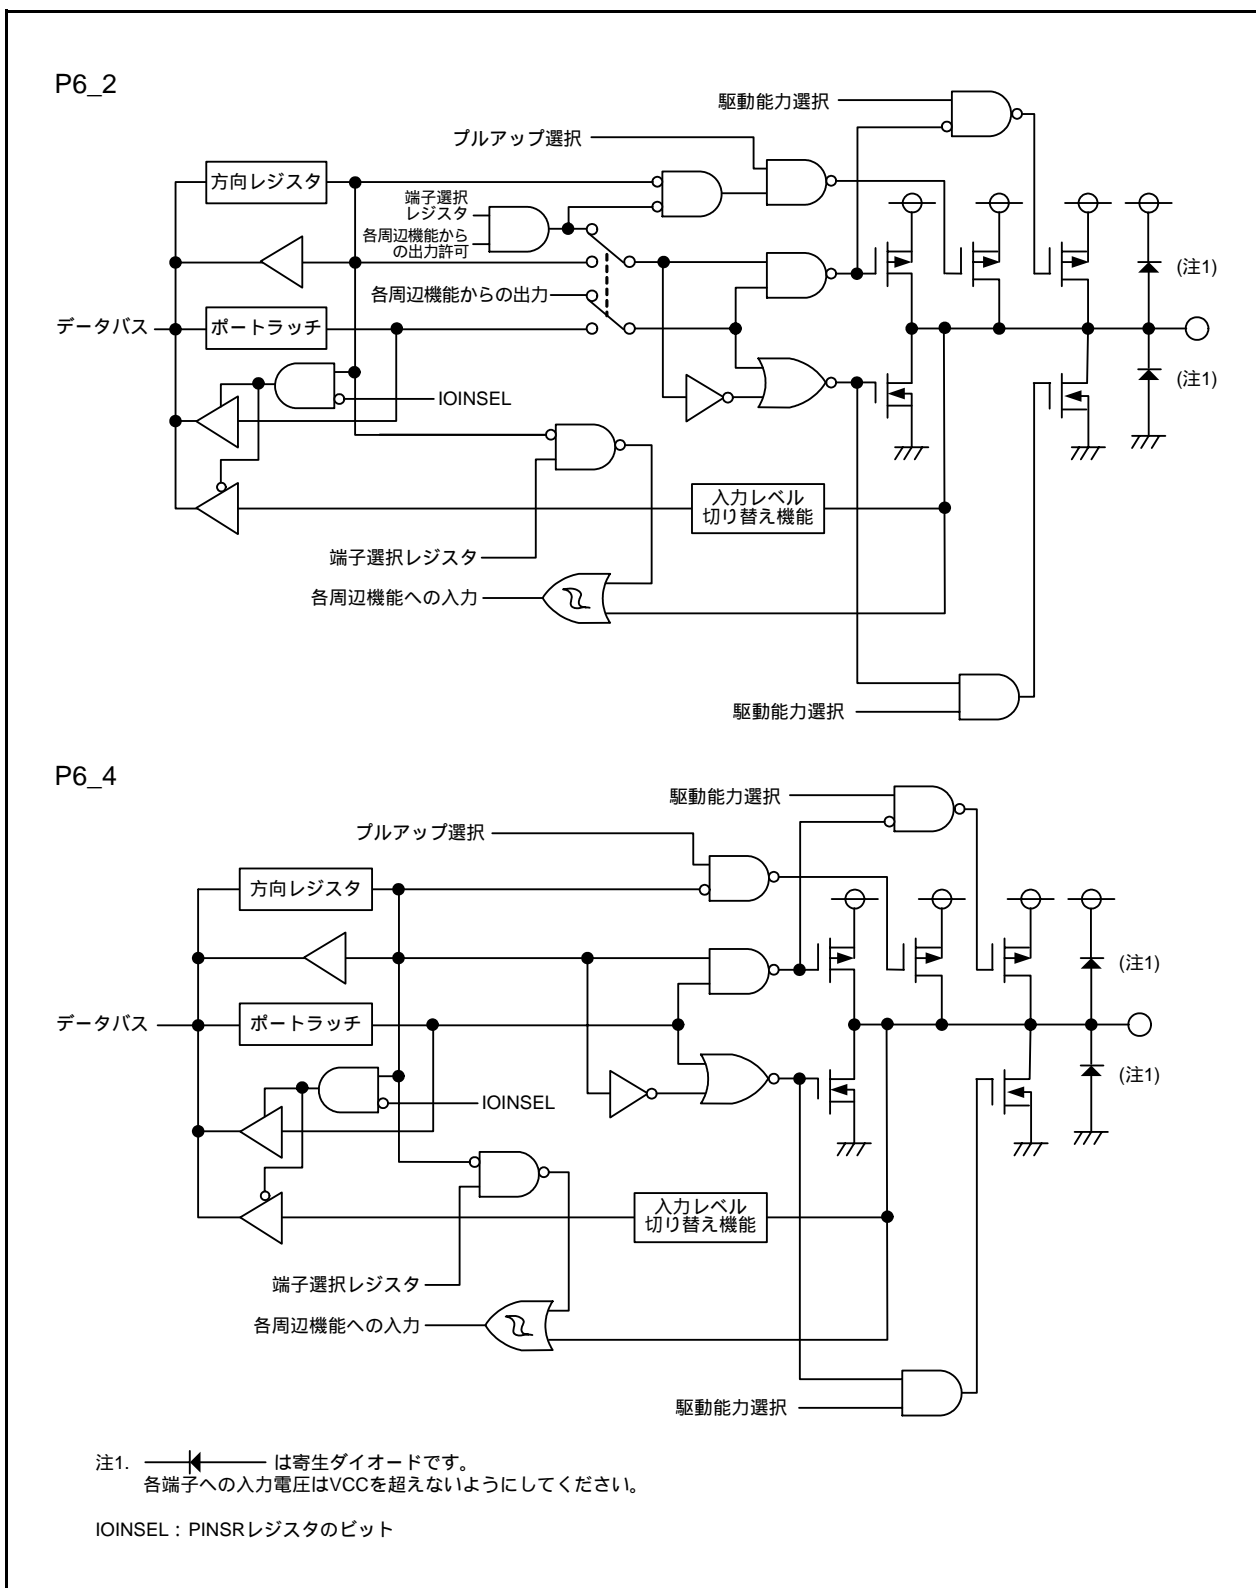 P6_2
駆動能力選択
プルアップ選択
方向レジスタ
端子選択
レジスタ
各周辺機能から
の出力許可
(注1)
各周辺機能からの出力
データバス
ポートラッチ
(注1)
IOINSEL
入力レベル
切り替え機能
端子選択レジスタ
各周辺機能への入力
駆動能力選択
P6_4
駆動能力選択
プルアップ選択
方向レジスタ
(注1)
データバス
ポートラッチ
(注1)
IOINSEL
入力レベル
切り替え機能
端子選択レジスタ
各周辺機能への入力
駆動能力選択
注1. は寄生ダイオードです。
各端子への入力電圧はVCCを超えないようにしてください。
IOINSEL：PINSRレジスタのビット